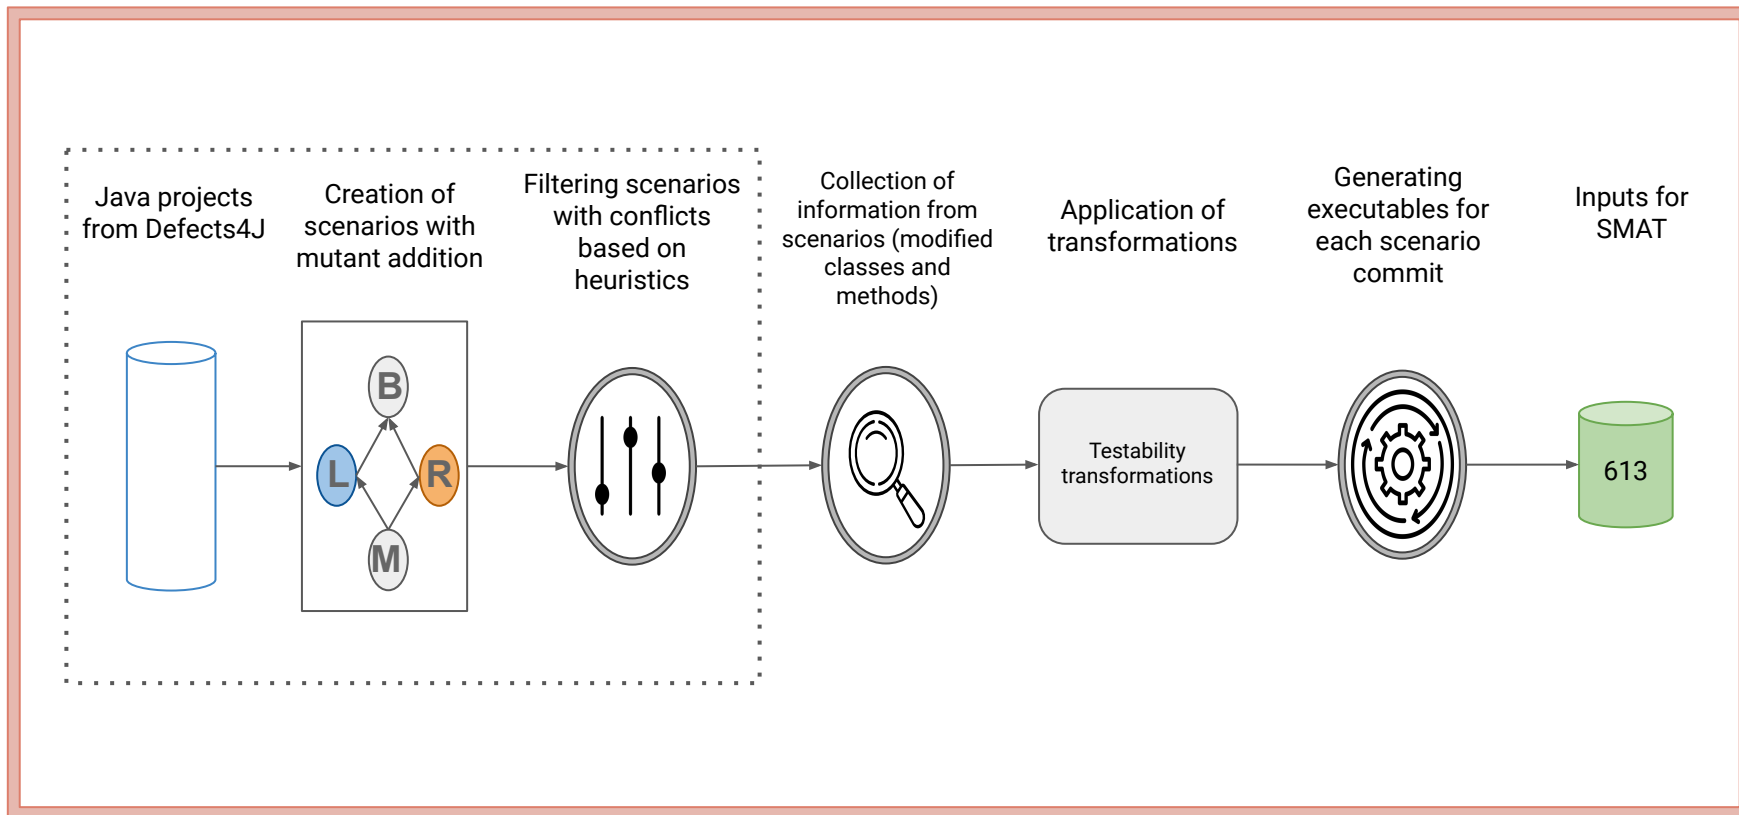 Java projects
from Defects4J
Creation of
scenarios with
mutant addition
Filtering scenarios
with conflicts
based on
heuristics
Collection of
information from
scenarios (modified
classes and
methods)
Application of
transformations
Generating
executables for
each scenario
commit
Inputs for
SMAT
B
L
R
M
Testability
transformations
613